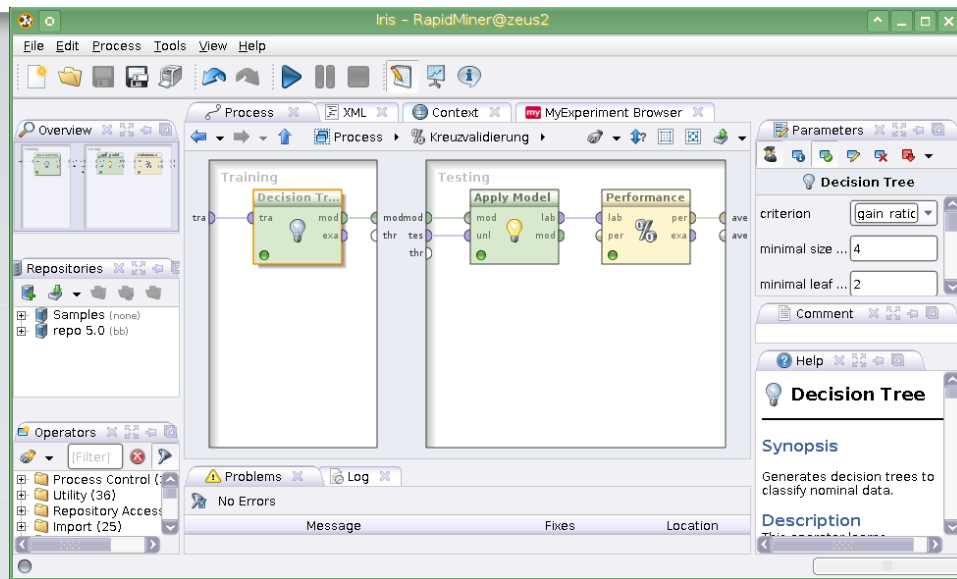 Iris – RapidMiner@zeus2
File Edit Process Tools View Help
Overview
Process XML Context my MyExperiment Browser
Process Kreuzvalidierung
Training
Decision Tr...
tra tra mod mod
exa thr
Testing
Apply Model
mod mod lab
tes unl mod
thr
Performance
lab per ave
per exa ave
Repositories
Samples (none)
repo 5.0 (bb)
Operators
[Filter]
Process Control (
Utility (36)
Repository Access
Import (25)
Problems Log
No Errors
Message Fixes Location
Parameters
Decision Tree
criterion gain ratio
minimal size ... 4
minimal leaf ... 2
Comment
Help
Decision Tree
Synopsis
Generates decision trees to
classify nominal data.
Description